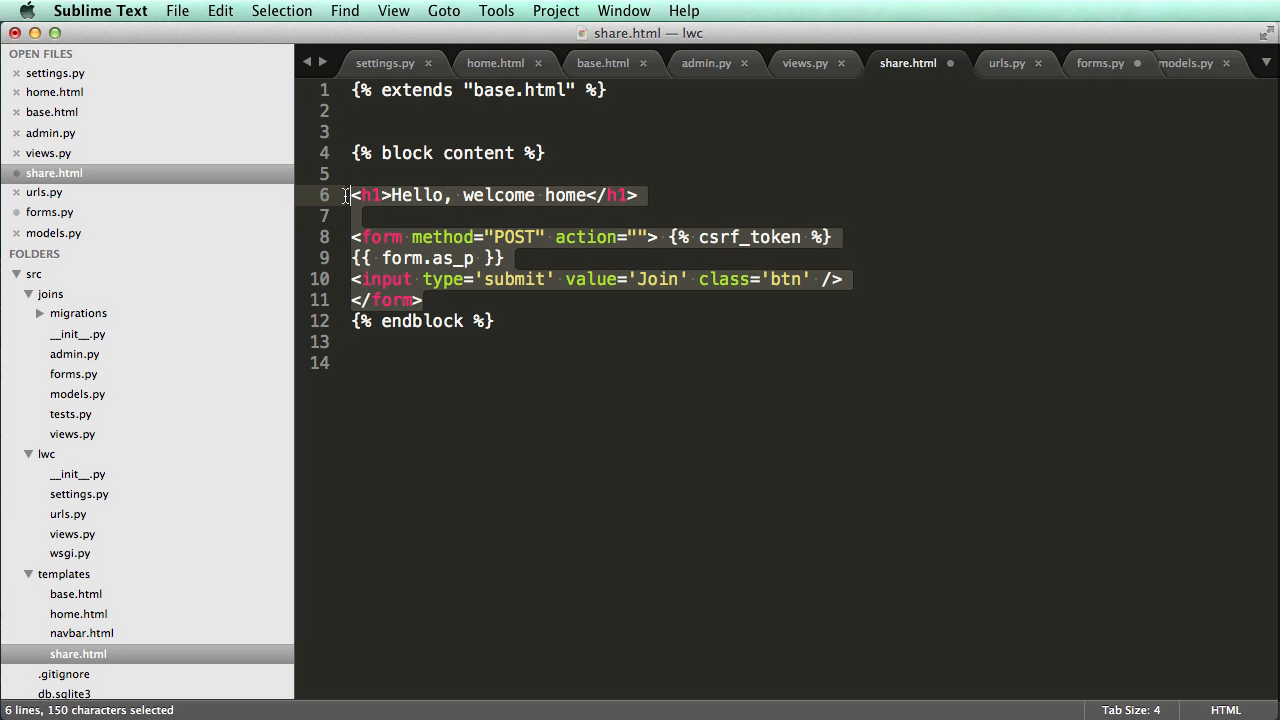 Sublime Text File Edit Selection Find View Goto Tools Project Window Help
share.html — lwc
OPEN FILES
settings.py
home.html
base.html
admin.py
views.py
share.html
urls.py
forms.py
models.py
FOLDERS
src
joins
migrations
__init__.py
admin.py
forms.py
models.py
tests.py
views.py
lwc
__init__.py
settings.py
urls.py
views.py
wsgi.py
templates
base.html
home.html
navbar.html
share.html
.gitignore
db.sqlite3
settings.py home.html base.html admin.py views.py share.html urls.py forms.py models.py
1 {% extends "base.html" %}
2
3
4 {% block content %}
5
6 <h1>Hello, welcome home</h1>
7
8 <form method="POST" action=""> {% csrf_token %}
9 {{ form.as_p }}
10 <input type='submit' value='Join' class='btn' />
11 </form>
12 {% endblock %}
13
14
6 lines, 150 characters selected
Tab Size: 4
HTML